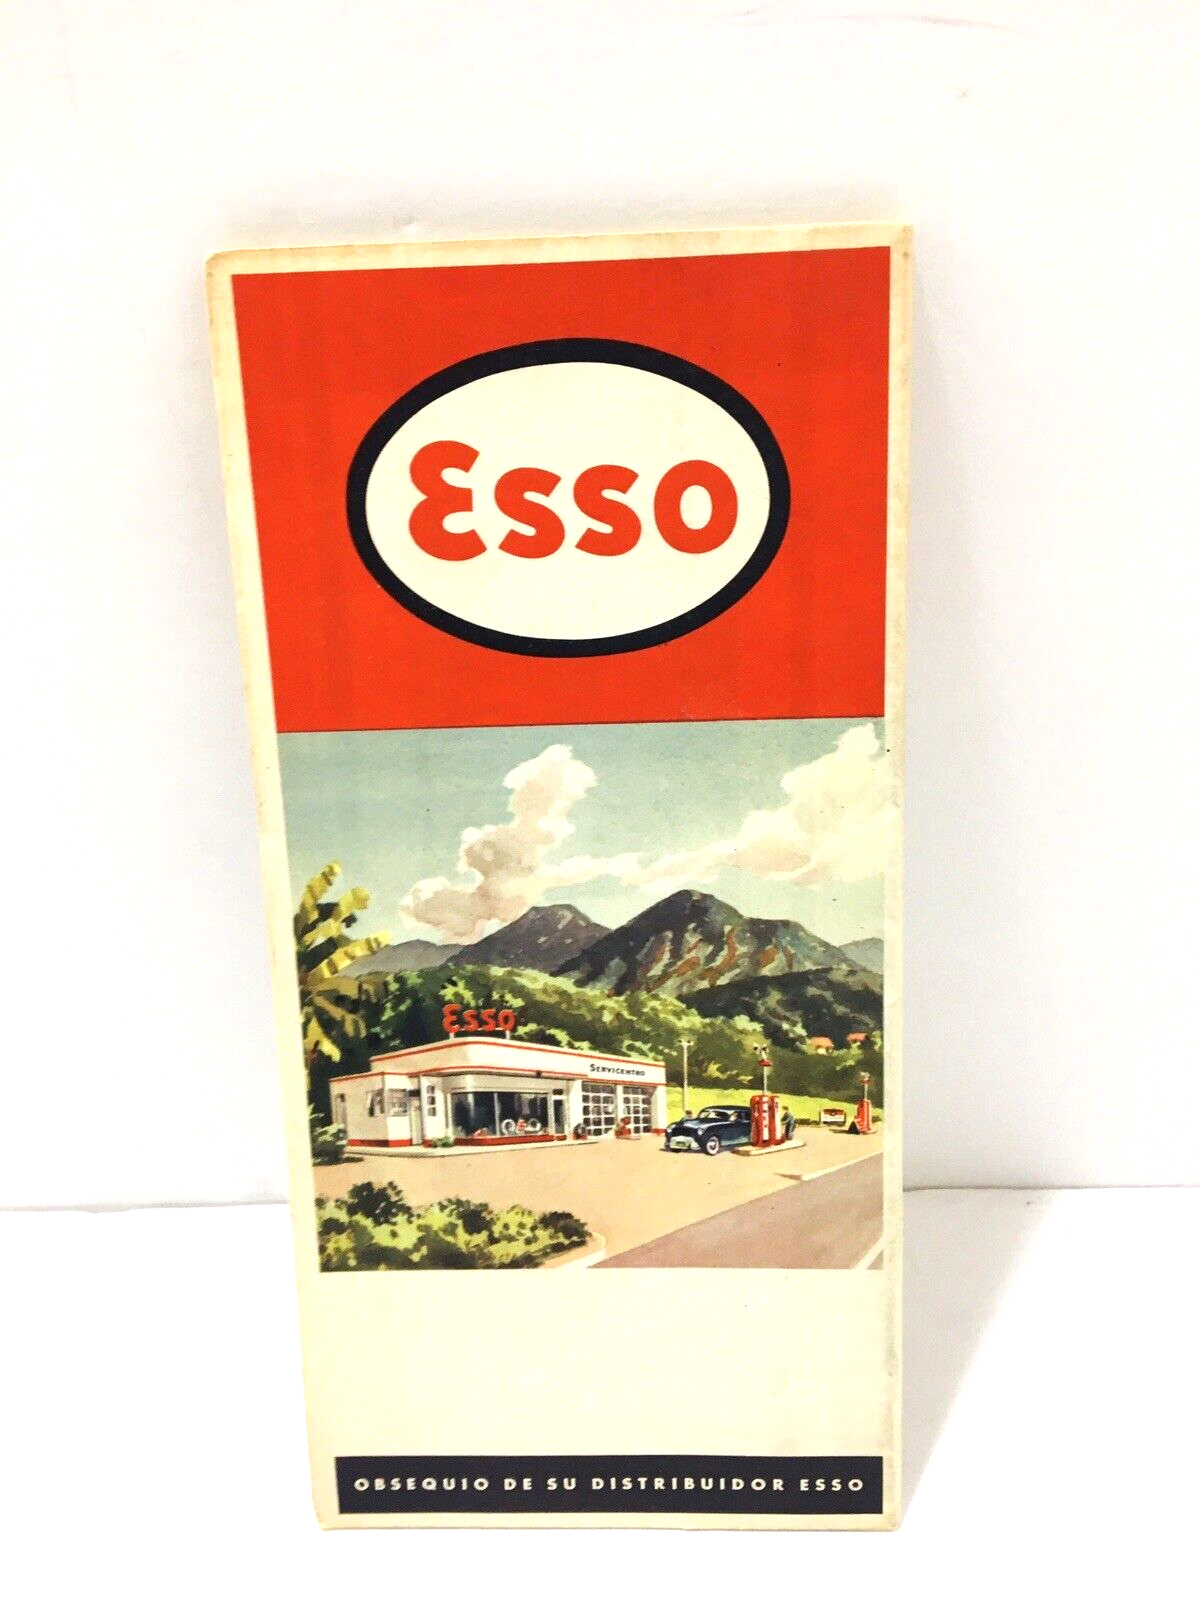 Esso
Esso
SERVICENTRO
OBSEQUIO DE SU DISTRIBUIDOR ESSO